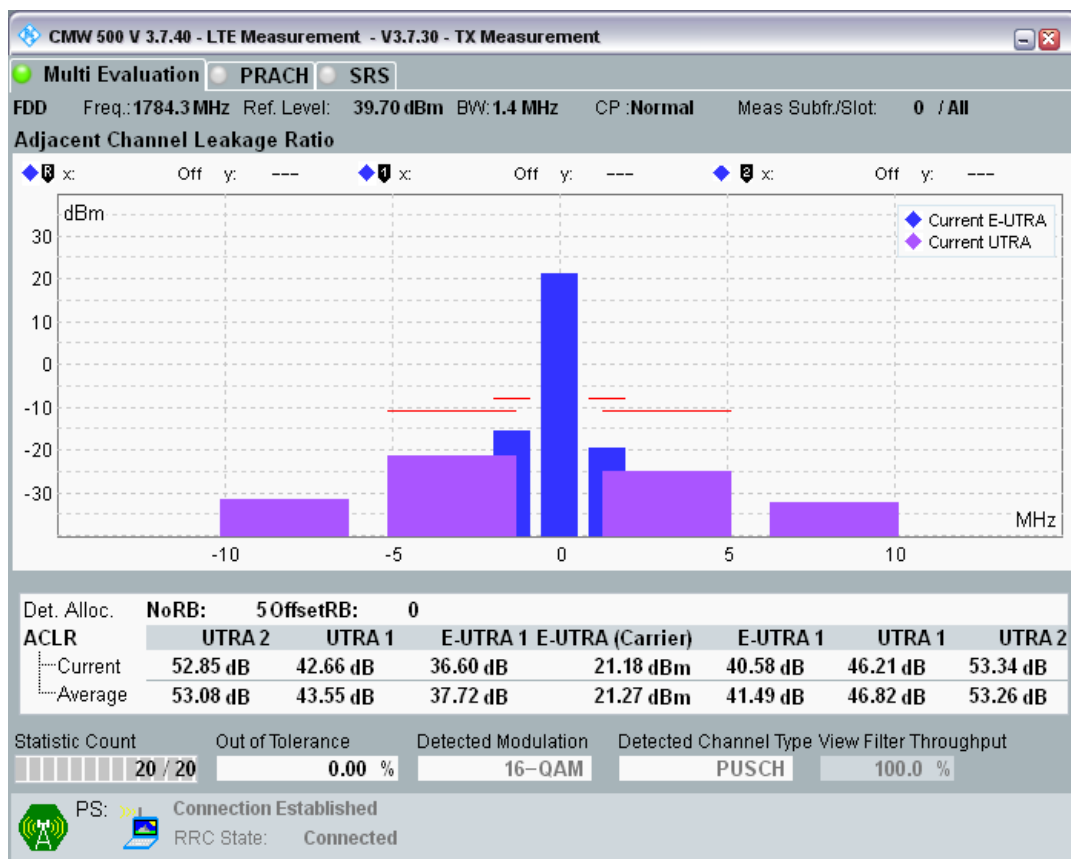 CMW 500 V 3.7.40 - LTE Measurement - V3.7.30 - TX Measurement
Multi Evaluation PRACH SRS
FDD Freq.: 1784.3 MHz Ref. Level: 39.70 dBm BW: 1.4 MHz CP :Normal Meas Subfr./Slot: 0 / All
Adjacent Channel Leakage Ratio
R x: Off y: --- 1 x: Off y: --- 2 x: Off y: ---
dBm
Current E-UTRA
Current UTRA
30
20
10
0
-10
-20
-30
MHz
-10 -5 0 5 10
Det. Alloc. NoRB: 5 OffsetRB: 0
ACLR UTRA 2 UTRA 1 E-UTRA 1 E-UTRA (Carrier) E-UTRA 1 UTRA 1 UTRA 2
Current 52.85 dB 42.66 dB 36.60 dB 21.18 dBm 40.58 dB 46.21 dB 53.34 dB
Average 53.08 dB 43.55 dB 37.72 dB 21.27 dBm 41.49 dB 46.82 dB 53.26 dB
Statistic Count Out of Tolerance Detected Modulation Detected Channel Type View Filter Throughput
20 / 20 0.00 % 16-QAM PUSCH 100.0 %
PS: Connection Established
RRC State: Connected